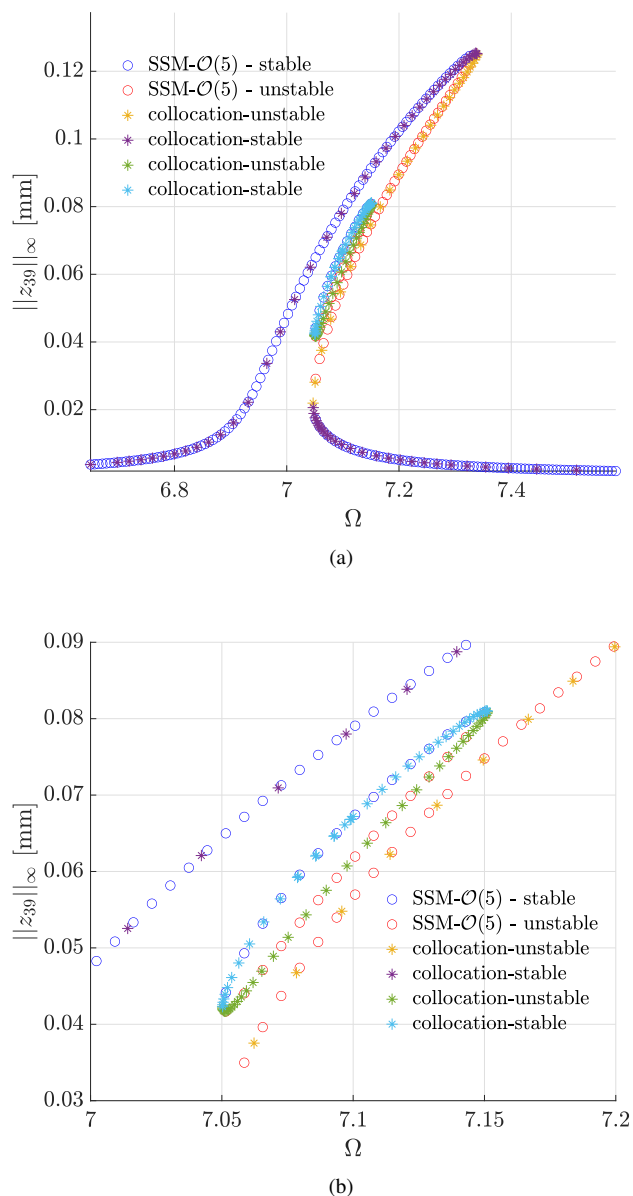 0.12
0.1
0.08
0.06
0.04
0.02
||z₃₉||∞ [mm]
SSM-𝒪(5) - stable
SSM-𝒪(5) - unstable
collocation-unstable
collocation-stable
collocation-unstable
collocation-stable
6.8 7 7.2 7.4
Ω
(a)
0.09
0.08
0.07
0.06
0.05
0.04
0.03
||z₃₉||∞ [mm]
SSM-𝒪(5) - stable
SSM-𝒪(5) - unstable
collocation-unstable
collocation-stable
collocation-unstable
collocation-stable
7 7.05 7.1 7.15 7.2
Ω
(b)